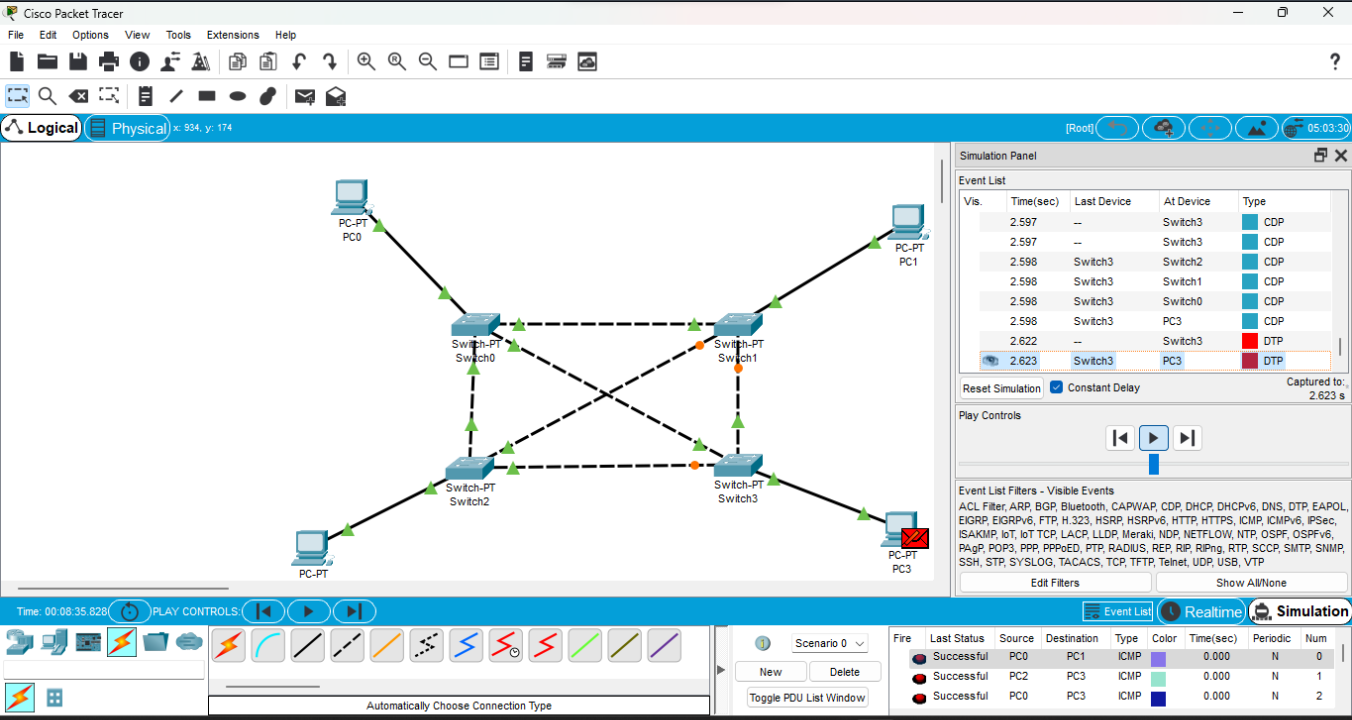 Cisco Packet Tracer
File Edit Options View Tools Extensions Help
?
Logical Physical x: 934, y: 174 [Root] 05:03:30
PC-PT
PC0
PC-PT
PC1
Switch-PT
Switch0
Switch-PT
Switch1
Switch-PT
Switch2
Switch-PT
Switch3
PC-PT
PC-PT
PC3
Simulation Panel
Event List
Vis. Time(sec) Last Device At Device Type
2.597 -- Switch3 CDP
2.597 -- Switch3 CDP
2.598 Switch3 Switch2 CDP
2.598 Switch3 Switch1 CDP
2.598 Switch3 Switch0 CDP
2.598 Switch3 PC3 CDP
2.622 -- Switch3 DTP
2.623 Switch3 PC3 DTP
Reset Simulation Constant Delay Captured to:
2.623 s
Play Controls
Event List Filters - Visible Events
ACL Filter, ARP, BGP, Bluetooth, CAPWAP, CDP, DHCP, DHCPv6, DNS, DTP, EAPOL,
EIGRP, EIGRPv6, FTP, H.323, HSRP, HSRPv6, HTTP, HTTPS, ICMP, ICMPv6, IPSec,
ISAKMP, IoT, IoT TCP, LACP, LLDP, Meraki, NDP, NETFLOW, NTP, OSPF, OSPFv6,
PAgP, POP3, PPP, PPPoED, PTP, RADIUS, REP, RIP, RIPng, RTP, SCCP, SMTP, SNMP,
SSH, STP, SYSLOG, TACACS, TCP, TFTP, Telnet, UDP, USB, VTP
Edit Filters Show All/None
Time: 00:08:35.828 PLAY CONTROLS: Event List Realtime Simulation
Automatically Choose Connection Type
Scenario 0
New Delete
Toggle PDU List Window
Fire Last Status Source Destination Type Color Time(sec) Periodic Num
Successful PC0 PC1 ICMP 0.000 N 0
Successful PC2 PC3 ICMP 0.000 N 1
Successful PC0 PC3 ICMP 0.000 N 2